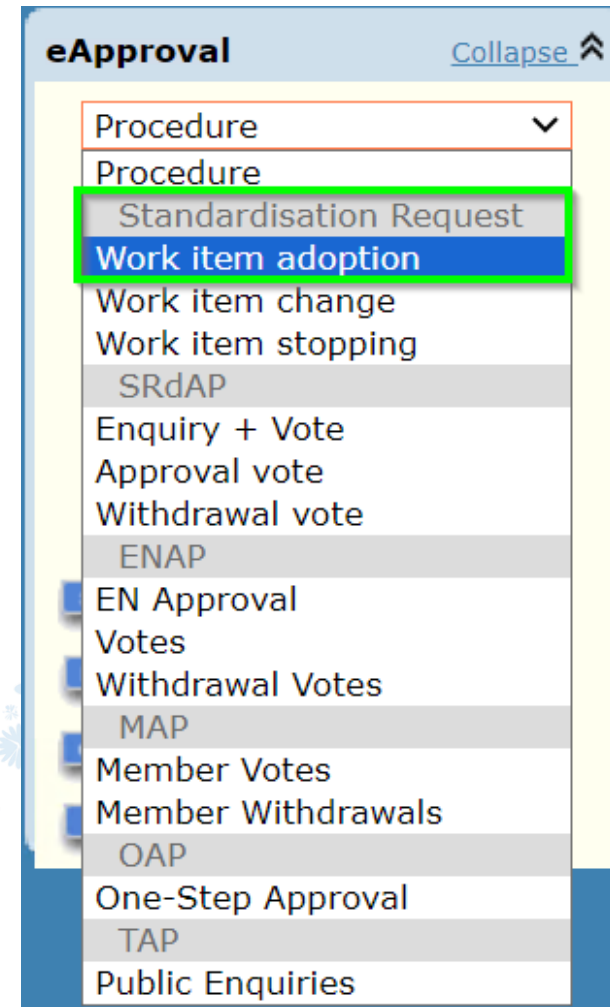 eApproval Collapse
Procedure
Procedure
Standardisation Request
Work item adoption
Work item change
Work item stopping
SRdAP
Enquiry + Vote
Approval vote
Withdrawal vote
ENAP
EN Approval
Votes
Withdrawal Votes
MAP
Member Votes
Member Withdrawals
OAP
One-Step Approval
TAP
Public Enquiries